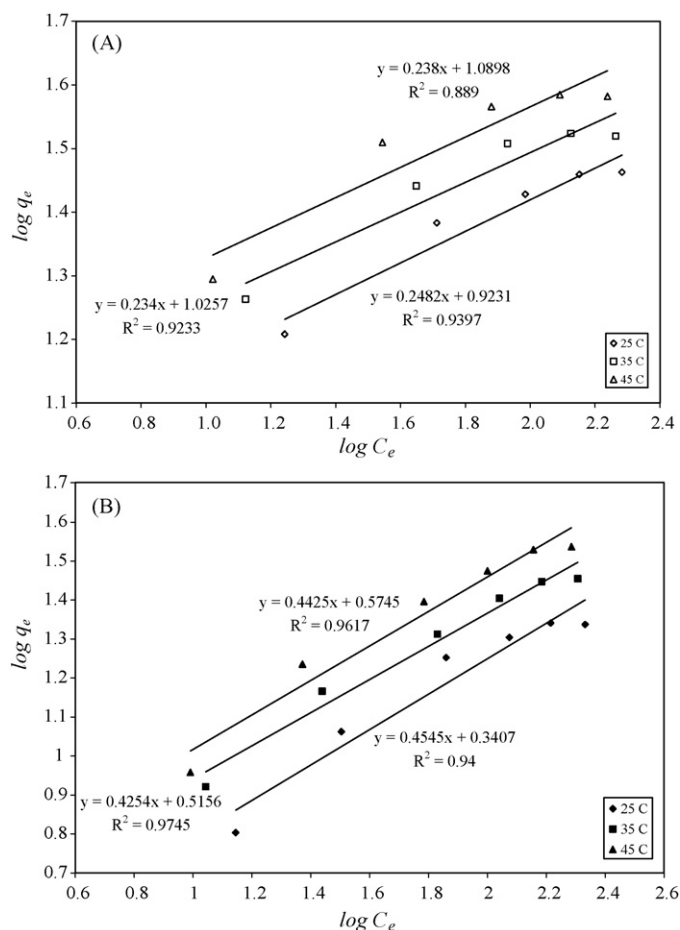 (A)
1.7
1.6
1.5
1.4
1.3
1.2
1.1
log qe
y = 0.238x + 1.0898
R² = 0.889
y = 0.234x + 1.0257
R² = 0.9233
y = 0.2482x + 0.9231
R² = 0.9397
25 C
35 C
45 C
0.6 0.8 1.0 1.2 1.4 1.6 1.8 2.0 2.2 2.4
log Ce
(B)
1.7
1.6
1.5
1.4
1.3
1.2
1.1
1
0.9
0.8
0.7
log qe
y = 0.4425x + 0.5745
R² = 0.9617
y = 0.4545x + 0.3407
R² = 0.94
y = 0.4254x + 0.5156
R² = 0.9745
25 C
35 C
45 C
0.6 0.8 1 1.2 1.4 1.6 1.8 2 2.2 2.4 2.6
log Ce